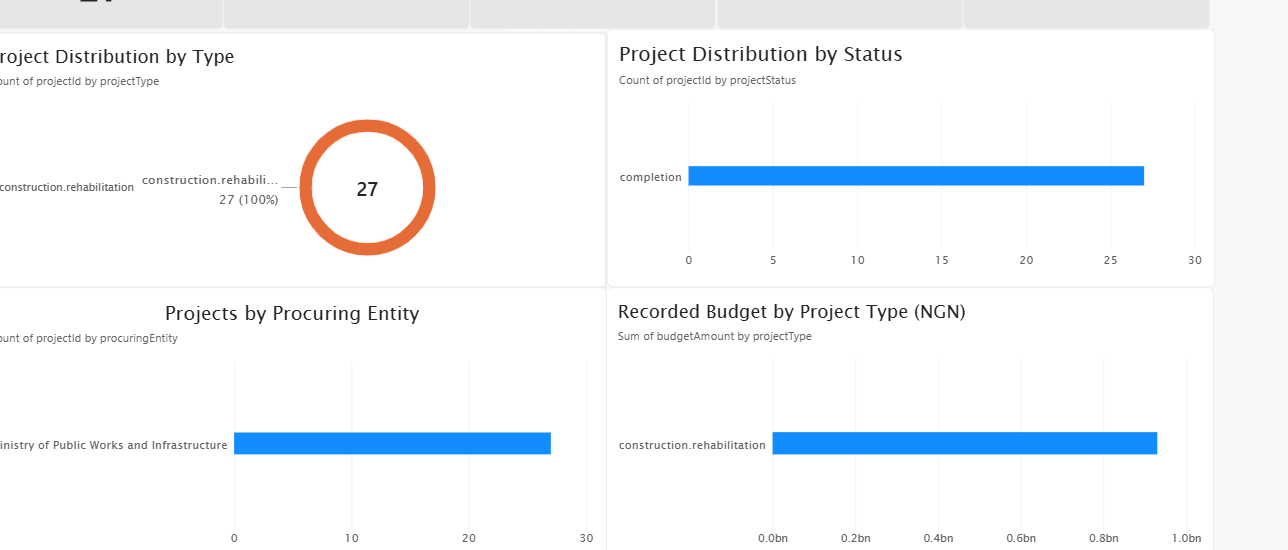 roject Distribution by Type
ount of projectId by projectType
construction.rehabilitation
construction.rehabili...
27 (100%)
27
Project Distribution by Status
Count of projectId by projectStatus
completion
0 5 10 15 20 25 30
Projects by Procuring Entity
ount of projectId by procuringEntity
inistry of Public Works and Infrastructure
0 10 20 30
Recorded Budget by Project Type (NGN)
Sum of budgetAmount by projectType
construction.rehabilitation
0.0bn 0.2bn 0.4bn 0.6bn 0.8bn 1.0bn